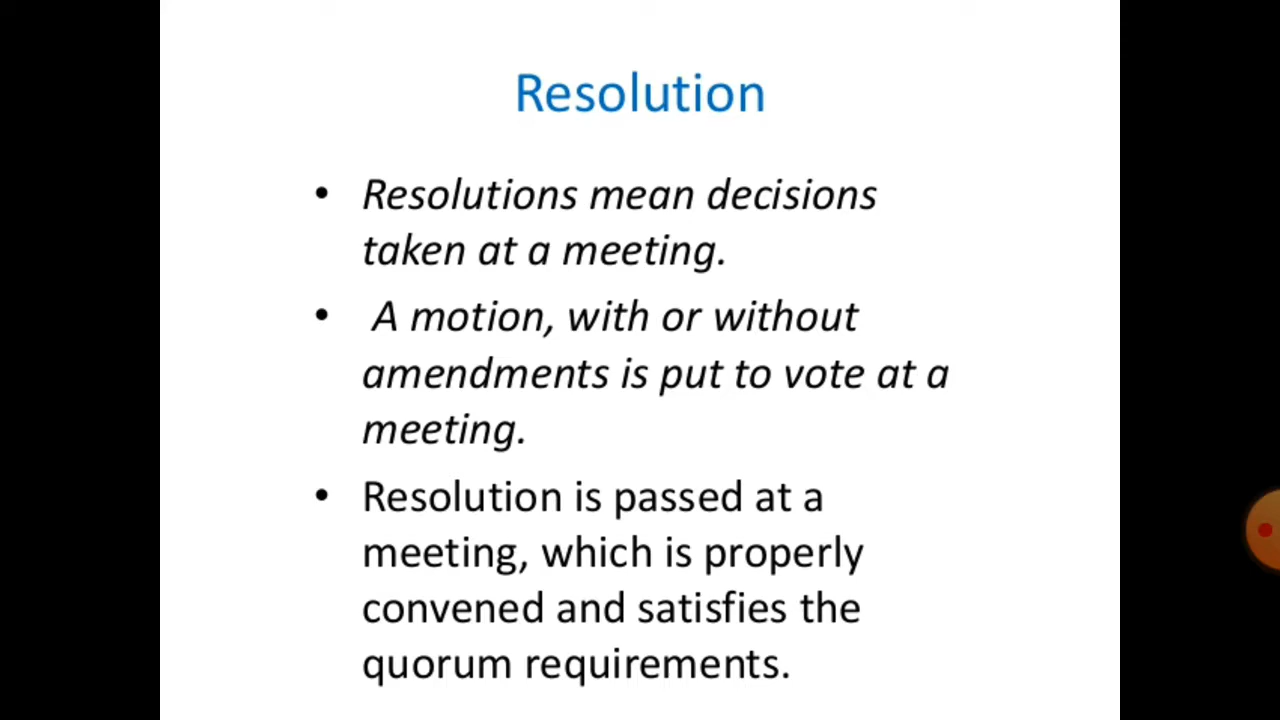 Resolution
• Resolutions mean decisions
taken at a meeting.
• A motion, with or without
amendments is put to vote at a
meeting.
• Resolution is passed at a
meeting, which is properly
convened and satisfies the
quorum requirements.